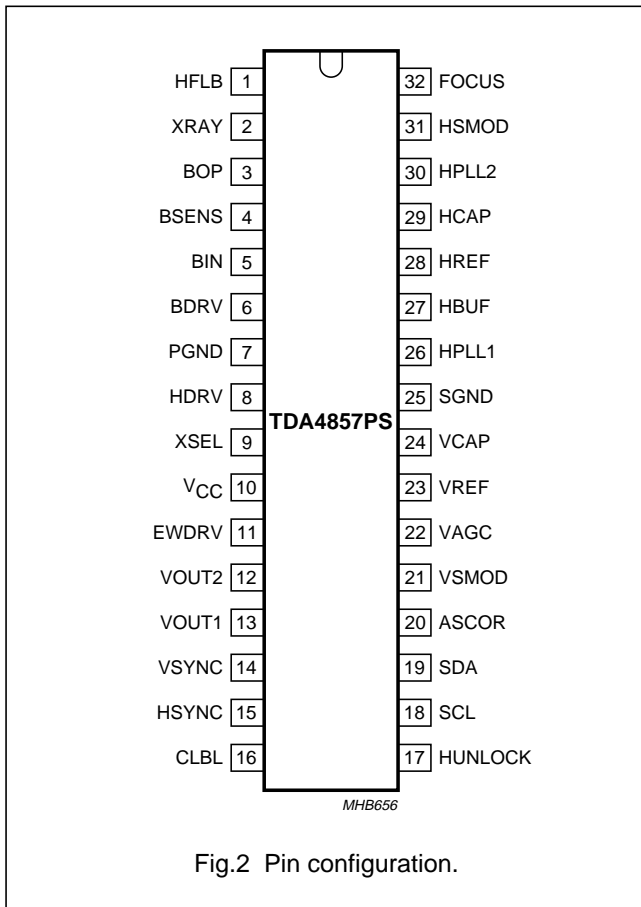 HFLB 1 32 FOCUS
XRAY 2 31 HSMOD
BOP 3 30 HPLL2
BSENS 4 29 HCAP
BIN 5 28 HREF
BDRV 6 27 HBUF
PGND 7 26 HPLL1
HDRV 8 25 SGND
TDA4857PS
XSEL 9 24 VCAP
VCC 10 23 VREF
EWDRV 11 22 VAGC
VOUT2 12 21 VSMOD
VOUT1 13 20 ASCOR
VSYNC 14 19 SDA
HSYNC 15 18 SCL
CLBL 16 17 HUNLOCK
MHB656
Fig.2 Pin configuration.